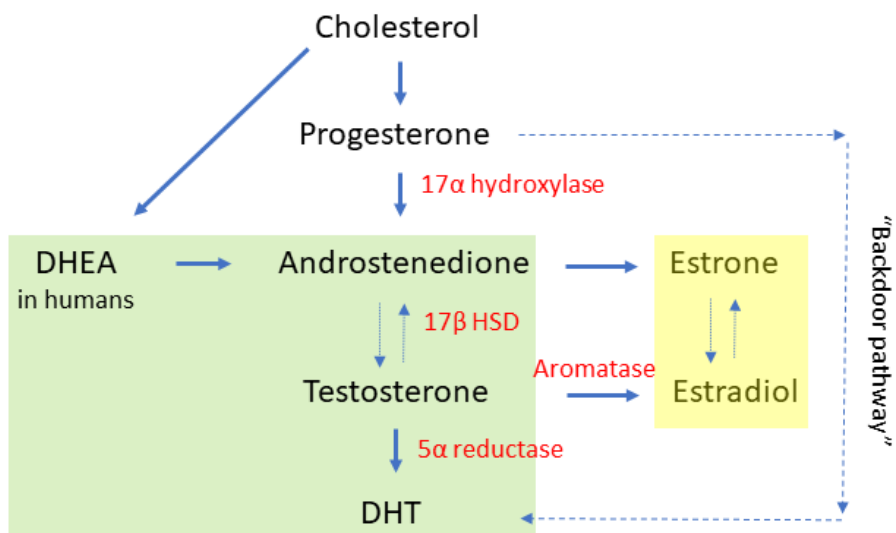 Cholesterol
Progesterone
17α hydroxylase
DHEA
in humans
Androstenedione
Estrone
17β HSD
Aromatase
Testosterone
Estradiol
5α reductase
DHT
“Backdoor pathway”